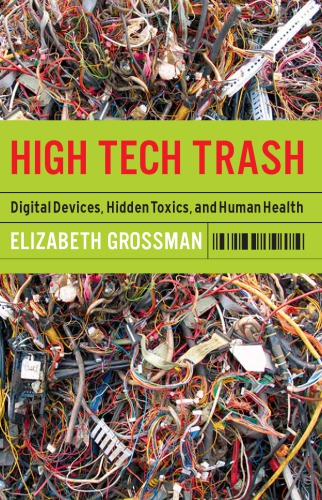 HIGH TECH TRASH
Digital Devices, Hidden Toxics, and Human Health
ELIZABETH GROSSMAN